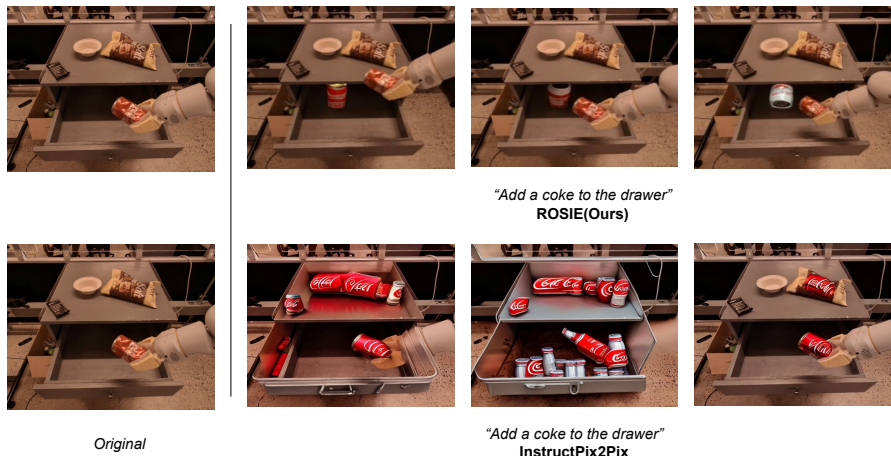 “Add a coke to the drawer”
ROSIE(Ours)
Original
“Add a coke to the drawer”
InstructPix2Pix